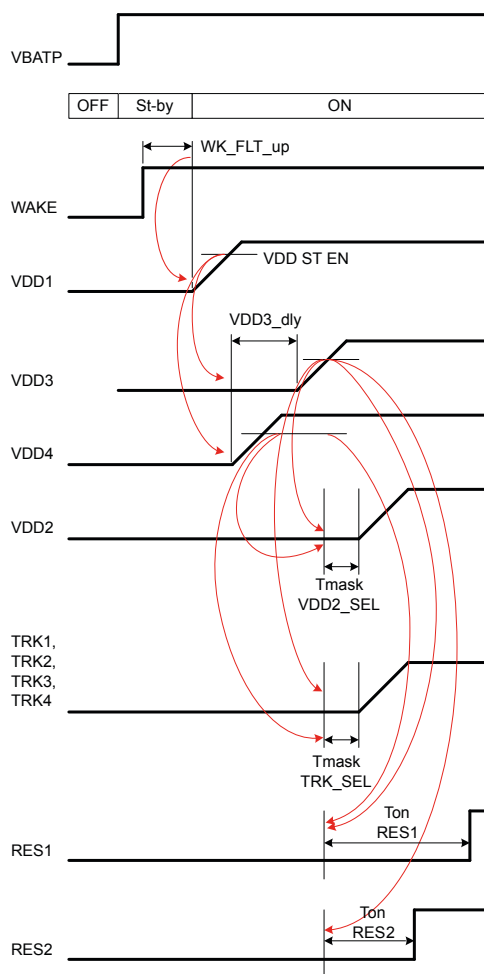 VBATP
OFF St-by ON
WK_FLT_up
WAKE
VDD ST EN
VDD1
VDD3_dly
VDD3
VDD4
VDD2
Tmask
VDD2_SEL
TRK1,
TRK2,
TRK3,
TRK4
Tmask
TRK_SEL
Ton
RES1
RES1
Ton
RES2
RES2